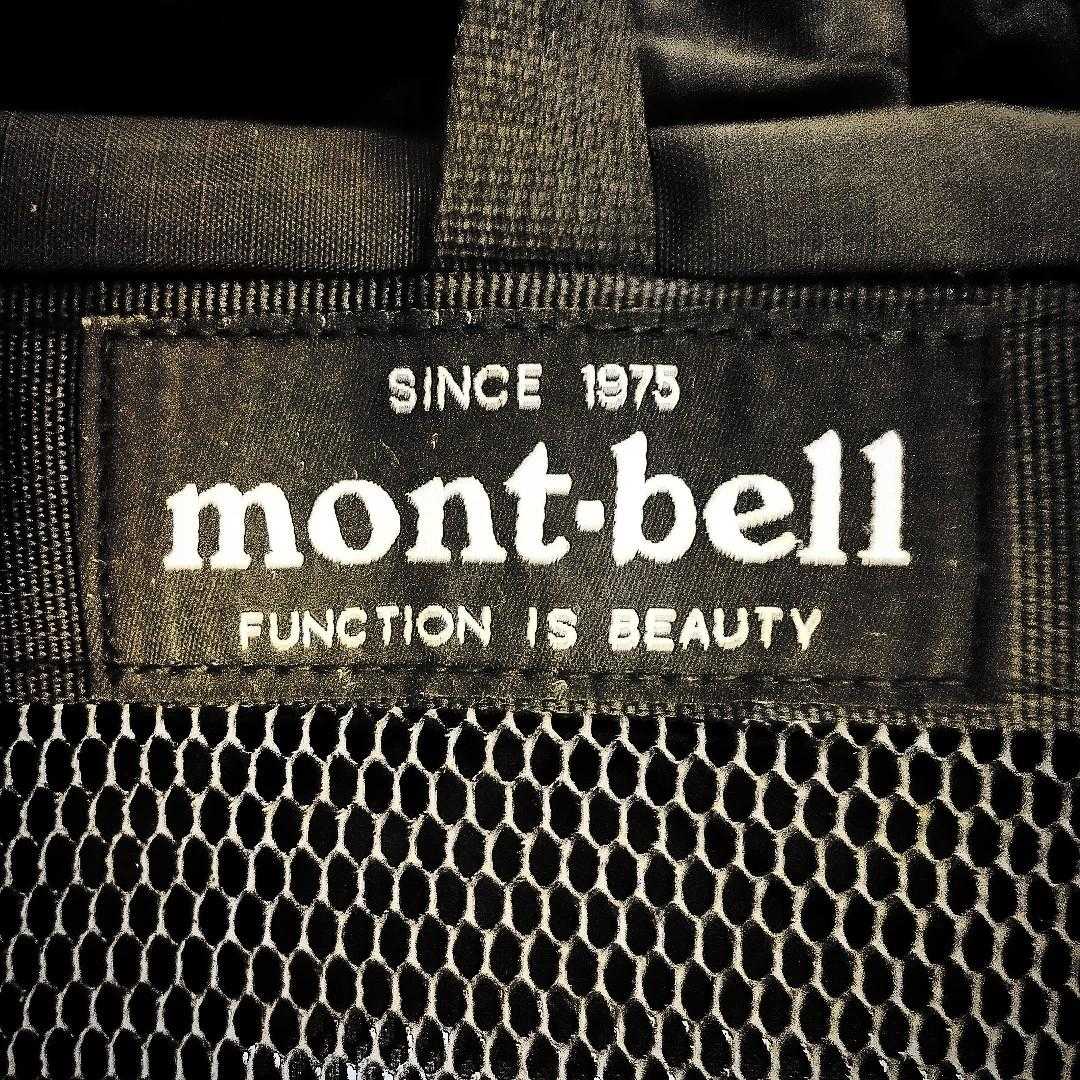 SINCE 1975
mont-bell
FUNCTION IS BEAUTY